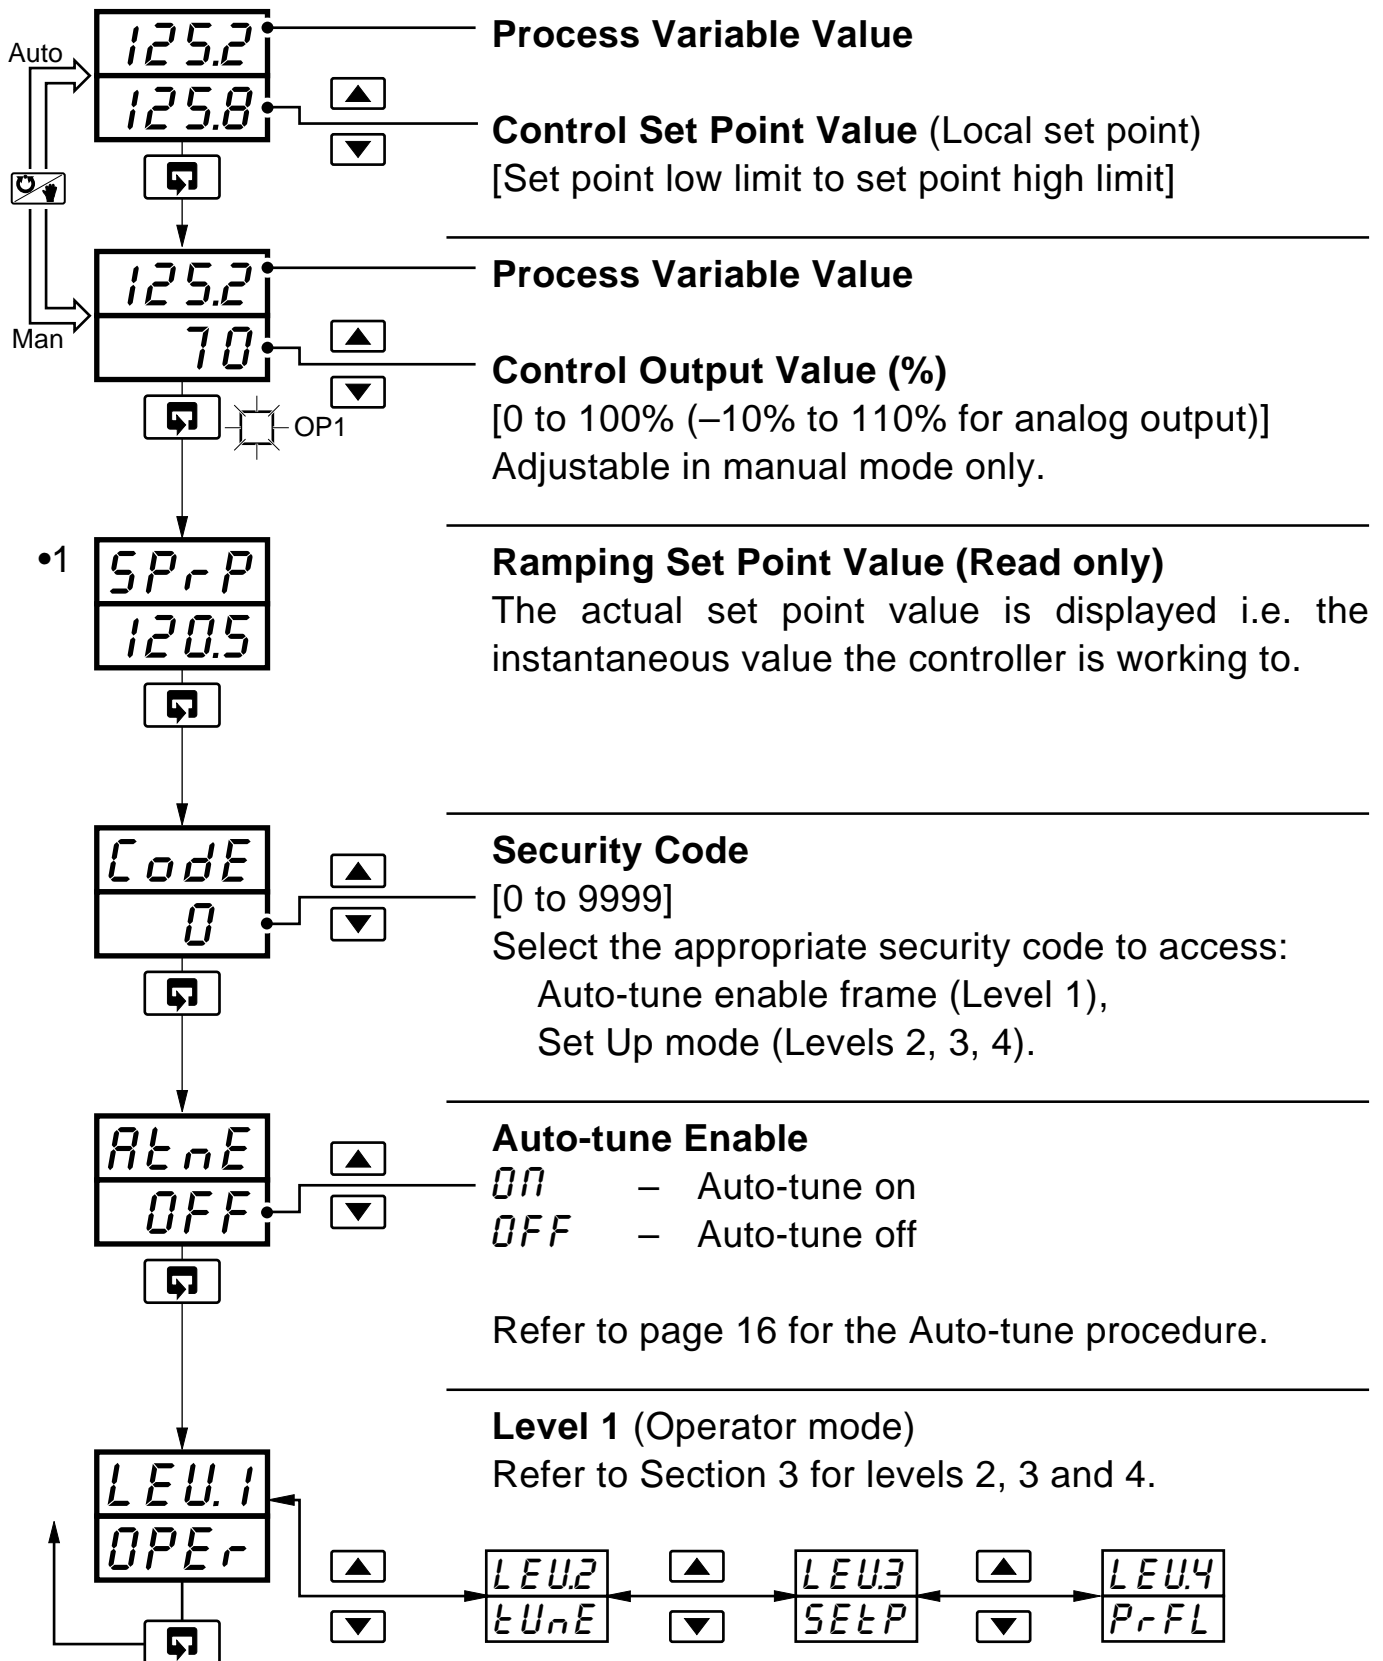 125.2
Process Variable Value
Auto
125.8
Control Set Point Value (Local set point)
[Set point low limit to set point high limit]
125.2
Process Variable Value
Man
70
Control Output Value (%)
[0 to 100% (–10% to 110% for analog output)]
OP1
Adjustable in manual mode only.
•1
SPrP
Ramping Set Point Value (Read only)
120.5
The actual set point value is displayed i.e. the
instantaneous value the controller is working to.
CodE
Security Code
0
[0 to 9999]
Select the appropriate security code to access:
Auto-tune enable frame (Level 1),
Set Up mode (Levels 2, 3, 4).
AtnE
Auto-tune Enable
OFF
ON – Auto-tune on
OFF – Auto-tune off
Refer to page 16 for the Auto-tune procedure.
Level 1 (Operator mode)
LEU.1
Refer to Section 3 for levels 2, 3 and 4.
OPEr
LEU.2
tUnE
LEU.3
SEtP
LEU.4
PrFL